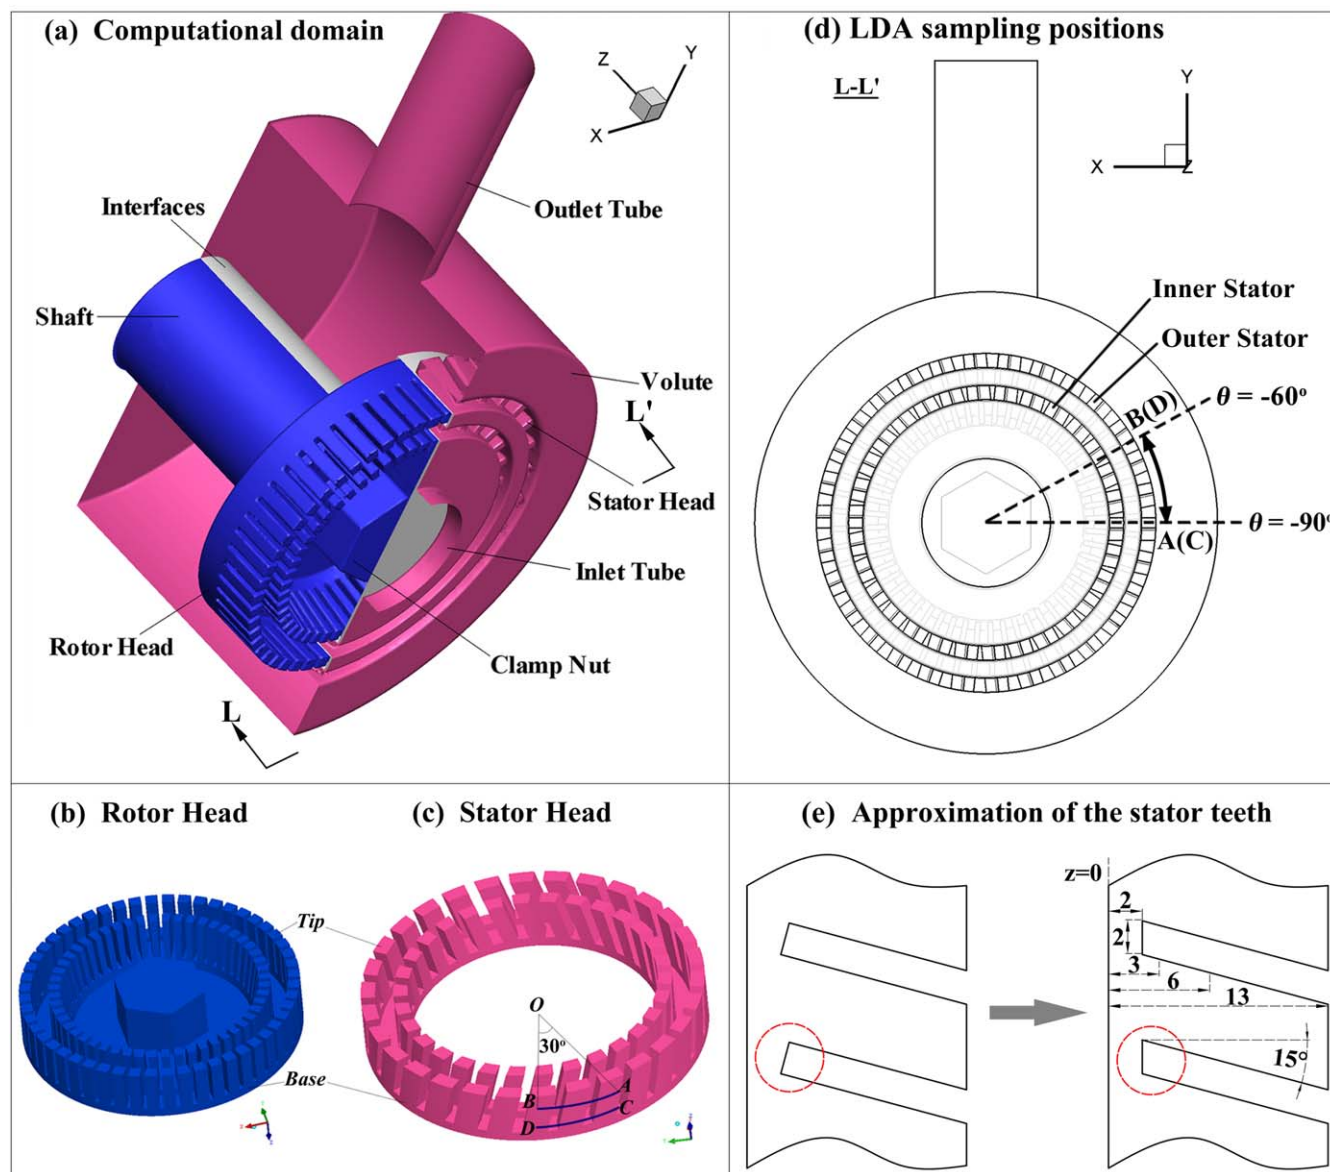 (a) Computational domain
Z
Y
X
Interfaces
Outlet Tube
Shaft
Volute
L'
Stator Head
Inlet Tube
Rotor Head
Clamp Nut
L
(d) LDA sampling positions
L-L'
Y
X
Z
Inner Stator
Outer Stator
B(D)
θ = -60°
A(C)
θ = -90°
(b) Rotor Head
(c) Stator Head
Tip
Base
O
30°
A
B
C
D
(e) Approximation of the stator teeth
z=0
2
2
3
6
13
15°